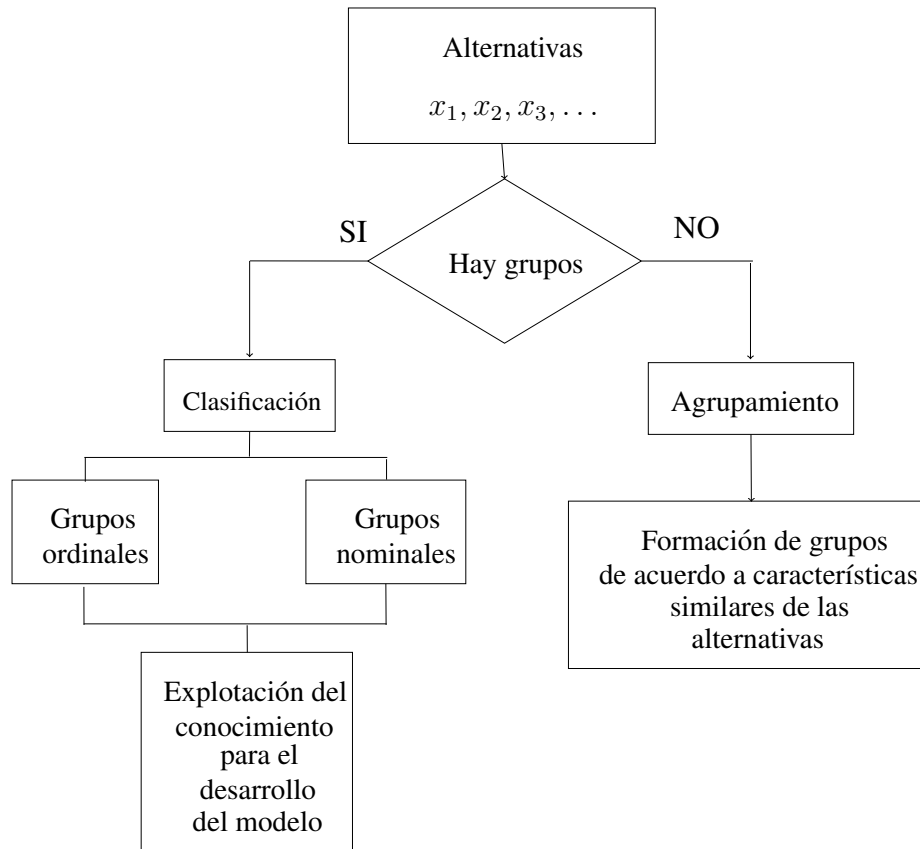 Alternativas
x₁, x₂, x₃, ...
SI
NO
Hay grupos
Clasificación
Agrupamiento
Grupos
ordinales
Grupos
nominales
Formación de grupos
de acuerdo a características
similares de las
alternativas
Explotación del
conocimiento
para el
desarrollo
del modelo